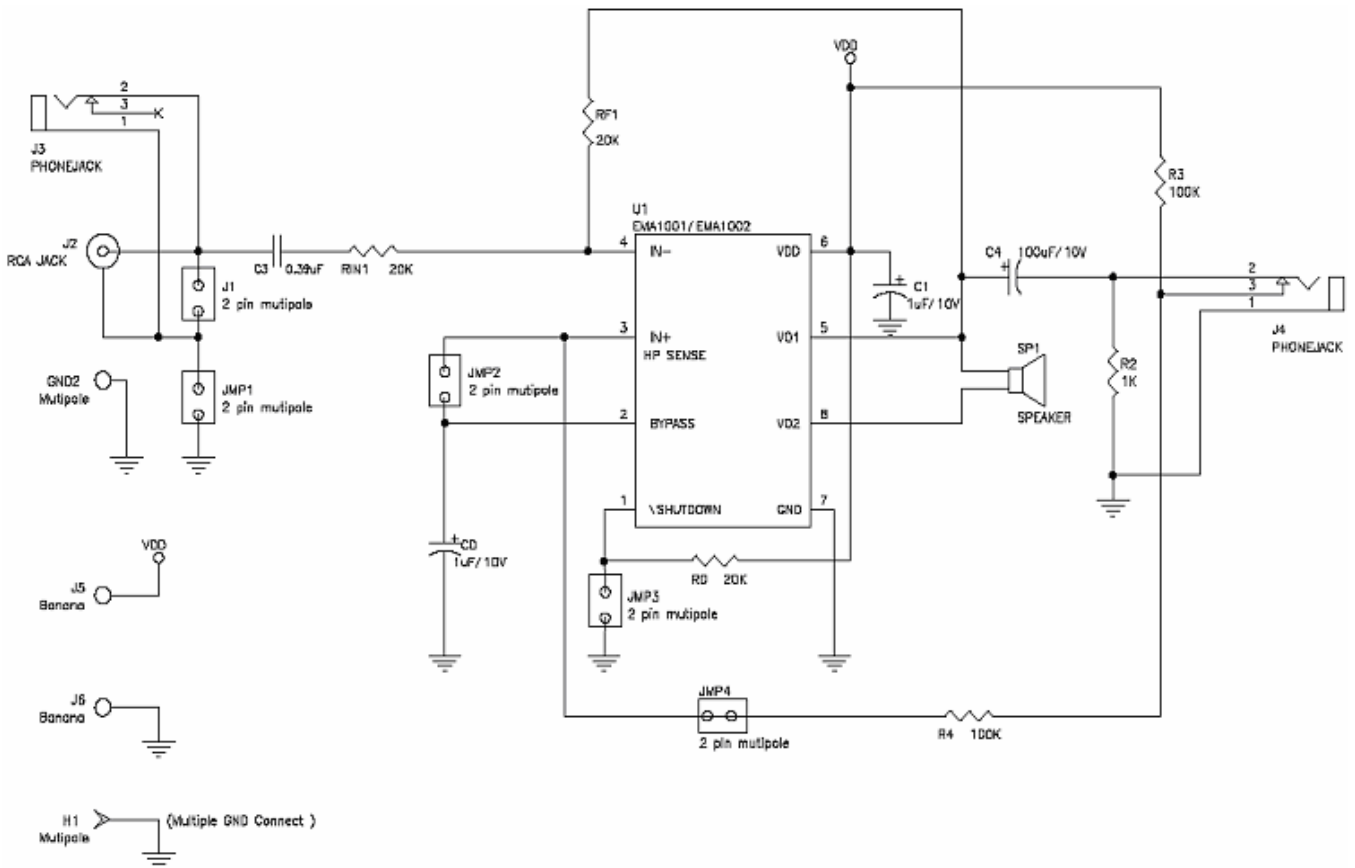 2
3
1
J3
PHONEJACK
J2
RCA JACK
J1
2 pin mutipole
C3 0.39uF
RIN1 20K
RF1
20K
VDD
R3
100K
U1
EMA1001/EMA1002
4 IN-
VDD 6
3 IN+
HP SENSE
VO1 5
2 BYPASS
VO2 8
1 \SHUTDOWN
GND 7
C1
1uF/10V
C4 100uF/10V
2
3
1
J4
PHONEJACK
SP1
SPEAKER
R2
1K
JMP2
2 pin mutipole
GND2
Mutipole
JMP1
2 pin mutipole
CB
1uF/10V
RD 20K
JMP3
2 pin mutipole
VDD
J5
Banana
J6
Banana
JMP4
2 pin mutipole
R4 100K
H1
Mutipole
(Multiple GND Connect )